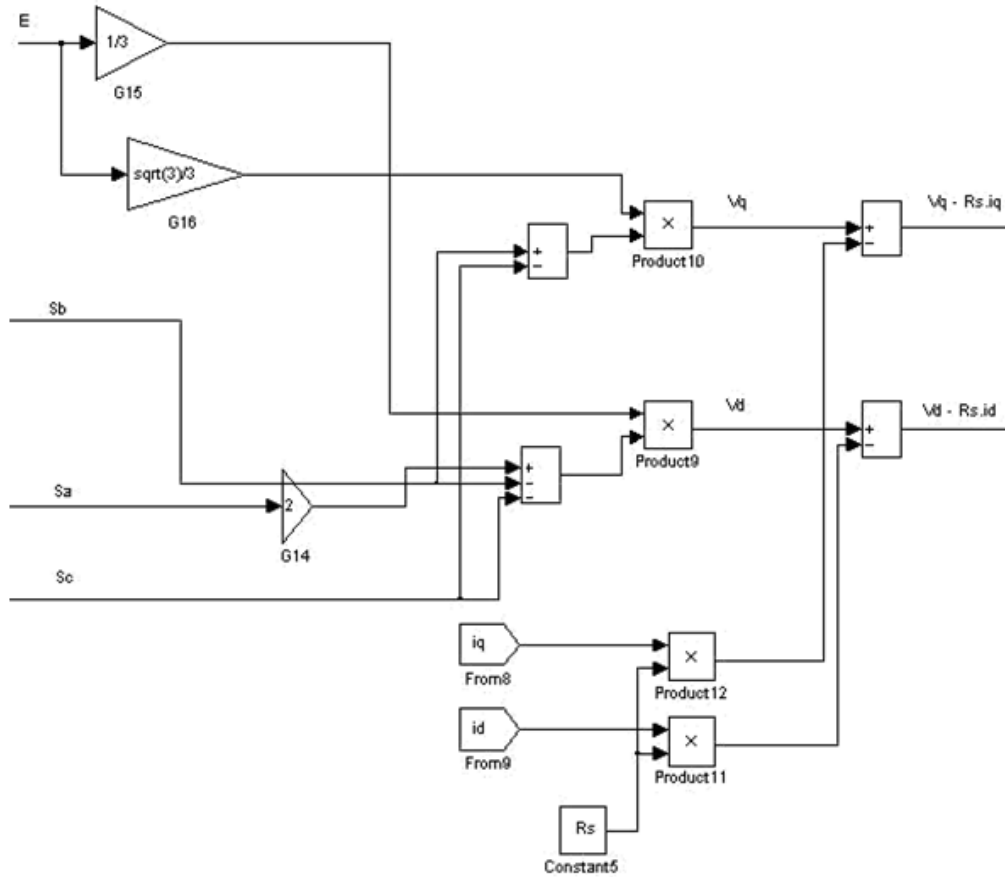 E
1/3
G15
sqrt(3)/3
G16
Vq
Vq - Rs.iq
+
−
+
−
×
Product10
Sb
Vd
Vd - Rs.id
×
+
−
Product9
+
−
−
Sa
2
G14
Sc
iq
×
From8
Product12
id
×
From9
Product11
Rs
Constant5